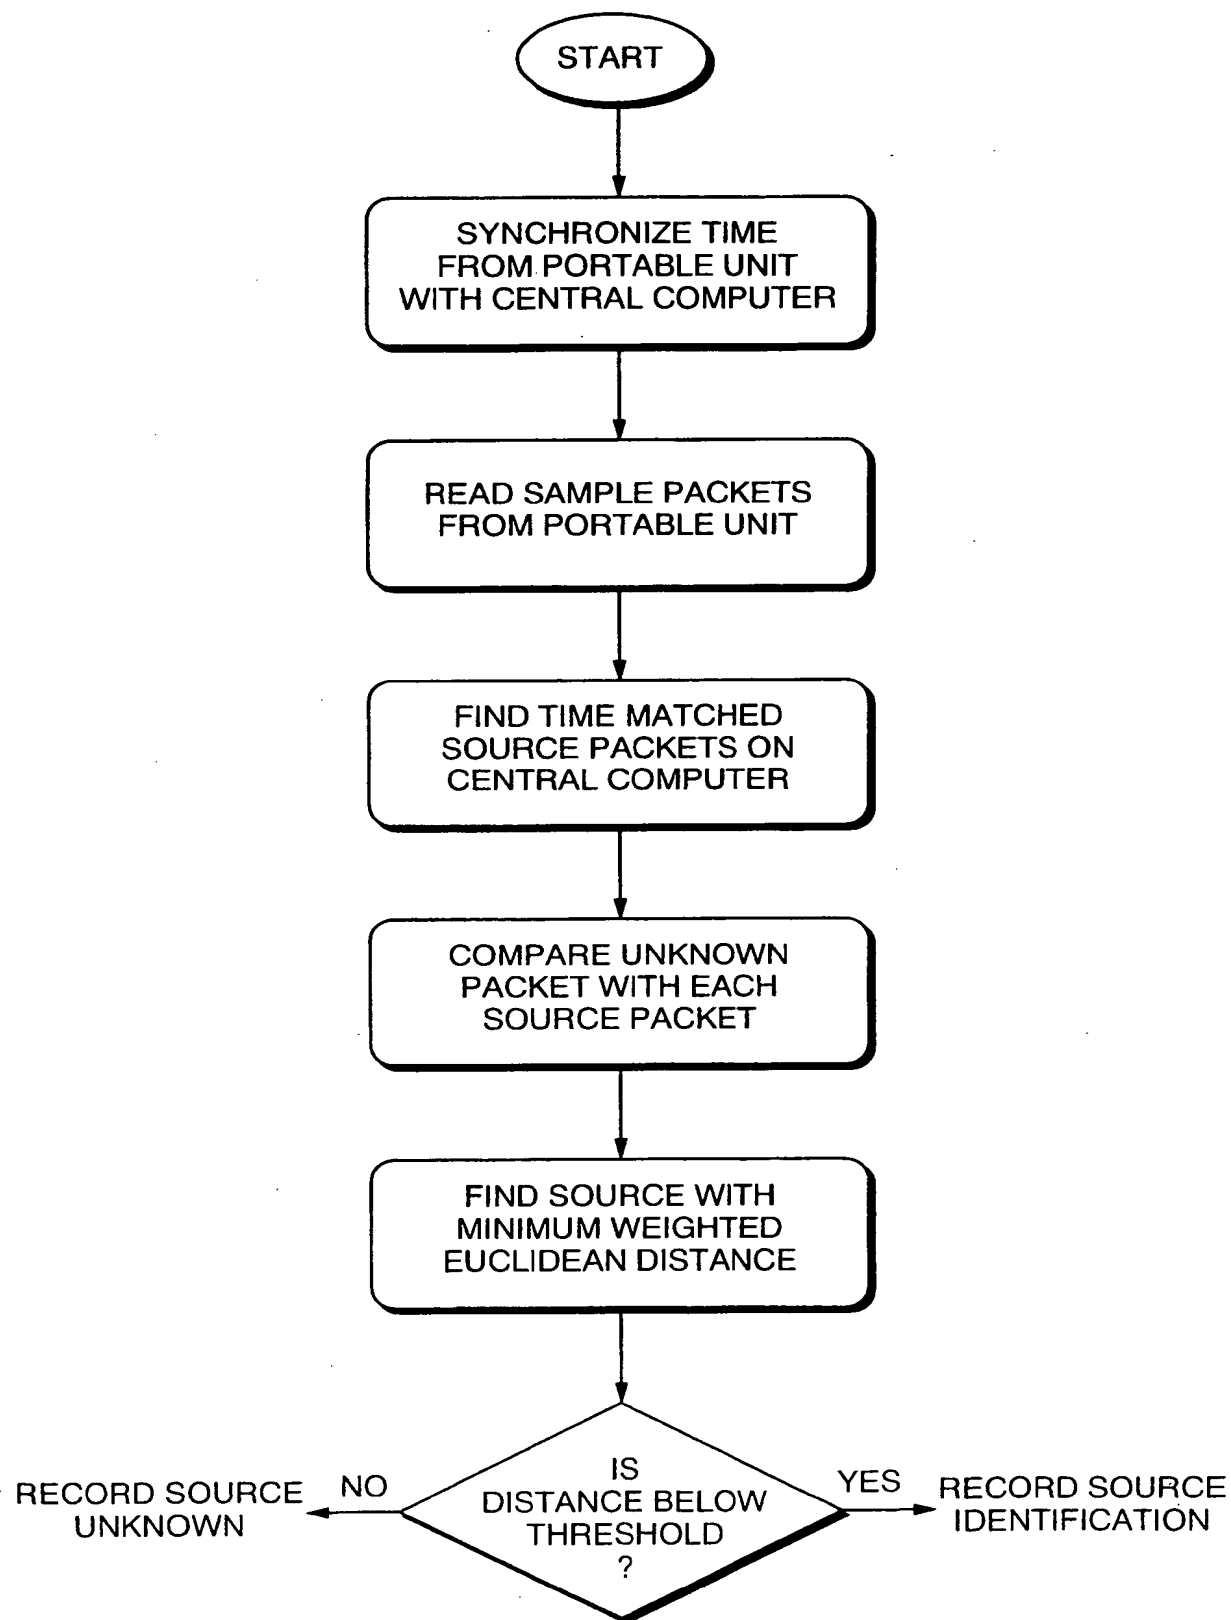 START
SYNCHRONIZE TIME
FROM PORTABLE UNIT
WITH CENTRAL COMPUTER
READ SAMPLE PACKETS
FROM PORTABLE UNIT
FIND TIME MATCHED
SOURCE PACKETS ON
CENTRAL COMPUTER
COMPARE UNKNOWN
PACKET WITH EACH
SOURCE PACKET
FIND SOURCE WITH
MINIMUM WEIGHTED
EUCLIDEAN DISTANCE
IS
DISTANCE BELOW
THRESHOLD
?
NO
RECORD SOURCE
UNKNOWN
YES
RECORD SOURCE
IDENTIFICATION